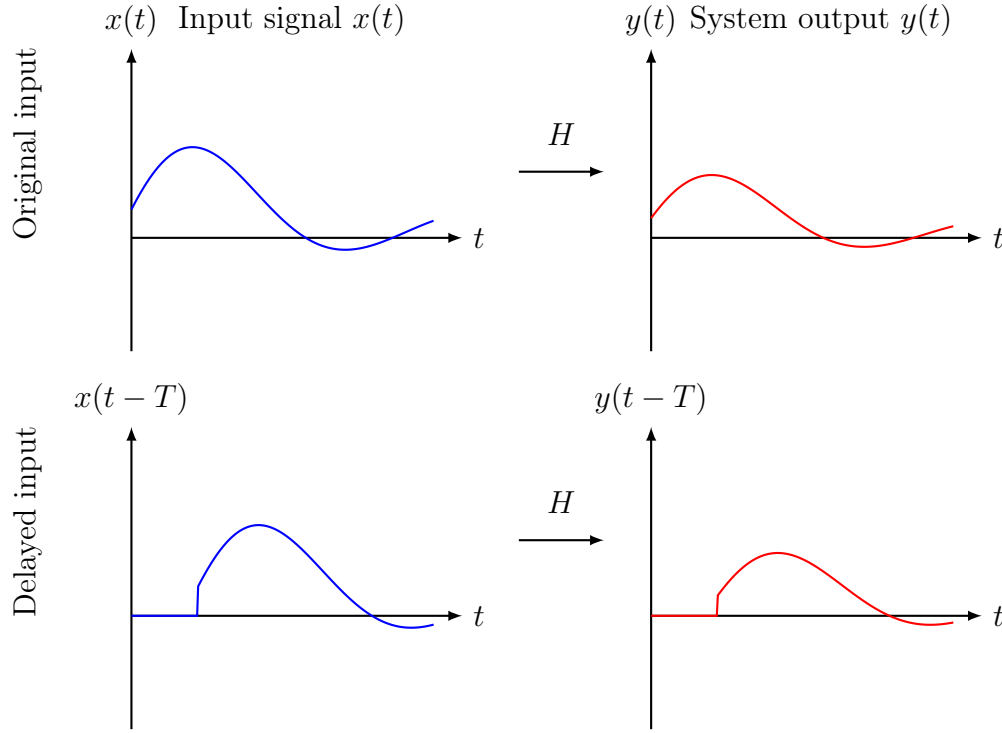 x(t) Input signal x(t)
y(t) System output y(t)
Original input
H
t
t
x(t − T)
y(t − T)
Delayed input
H
t
t